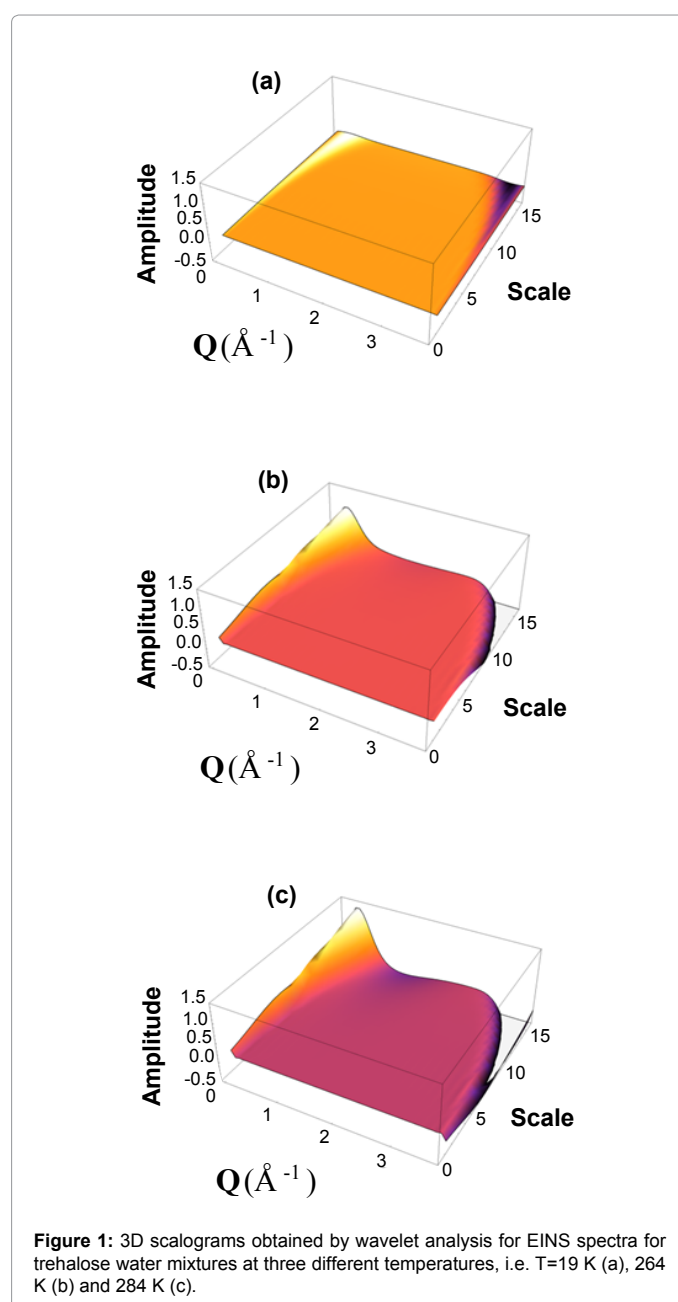 (a)
1.5
1.0
0.5
0.0
-0.5
Amplitude
0
1
2
3
Q(Å -1)
0
5
10
15
Scale
(b)
1.5
1.0
0.5
0.0
-0.5
Amplitude
0
1
2
3
Q(Å -1)
0
5
10
15
Scale
(c)
1.5
1.0
0.5
0.0
-0.5
Amplitude
0
1
2
3
Q(Å -1)
0
5
10
15
Scale
Figure 1: 3D scalograms obtained by wavelet analysis for EINS spectra for
trehalose water mixtures at three different temperatures, i.e. T=19 K (a), 264
K (b) and 284 K (c).